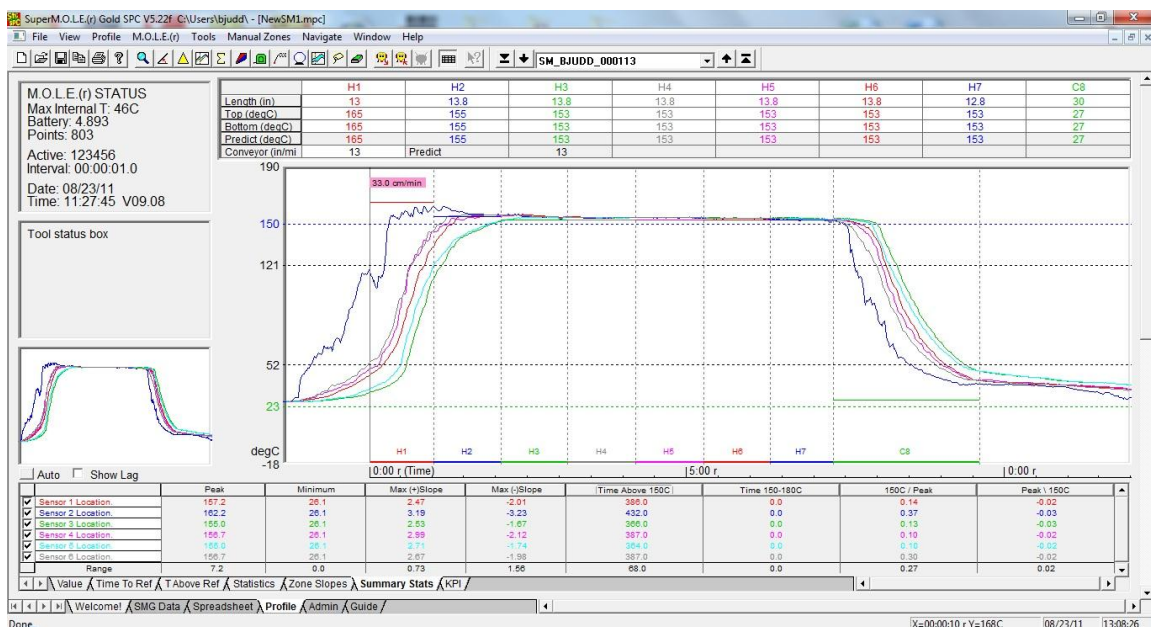 SuperM.O.L.E.(r) Gold SPC V5.22f C:\Users\bjudd\ - [NewSM1.mpc]
File View Profile M.O.L.E.(r) Tools Manual Zones Navigate Window Help
SM_BJUDD_000113
M.O.L.E.(r) STATUS
Max Internal T: 46C
Battery: 4.893
Points: 803
Active: 123456
Interval: 00:00:01.0
Date: 08/23/11
Time: 11:27:45 V09.08
Tool status box
Auto Show Lag
H1 H2 H3 H4 H5 H6 H7 C8
Length (in) 13 13.8 13.8 13.8 13.8 13.8 12.8 30
Top (degC) 165 155 153 153 153 153 153 27
Bottom (degC) 165 155 153 153 153 153 153 27
Predict (degC) 165 155 153 153 153 153 153 27
Conveyor (in/mi 13 Predict 13
190
33.0 cm/min
150
121
52
23
degC
-18
H1 H2 H3 H4 H5 H6 H7 C8
0:00 r (Time) 5:00 r. 0:00 r.
Peak Minimum Max (+)Slope Max (-)Slope Time Above 150C Time 150-180C 150C / Peak Peak \ 150C
Sensor 1 Location. 157.2 26.1 2.47 -2.01 386.0 0.0 0.14 -0.02
Sensor 2 Location. 162.2 26.1 3.19 -3.23 432.0 0.0 0.37 -0.03
Sensor 3 Location. 155.0 26.1 2.53 -1.67 366.0 0.0 0.13 -0.03
Sensor 4 Location. 156.7 26.1 2.99 -2.12 387.0 0.0 0.10 -0.02
Sensor 5 Location. 155.0 26.1 2.71 -1.74 364.0 0.0 0.10 -0.02
Sensor 6 Location. 156.7 26.1 2.67 -1.98 387.0 0.0 0.30 -0.02
Range 7.2 0.0 0.73 1.56 68.0 0.0 0.27 0.02
Value Time To Ref T Above Ref Statistics Zone Slopes Summary Stats KPI
Welcome! SMG Data Spreadsheet Profile Admin Guide
Done X=00:00:10 r Y=168C 08/23/11 13:08:26